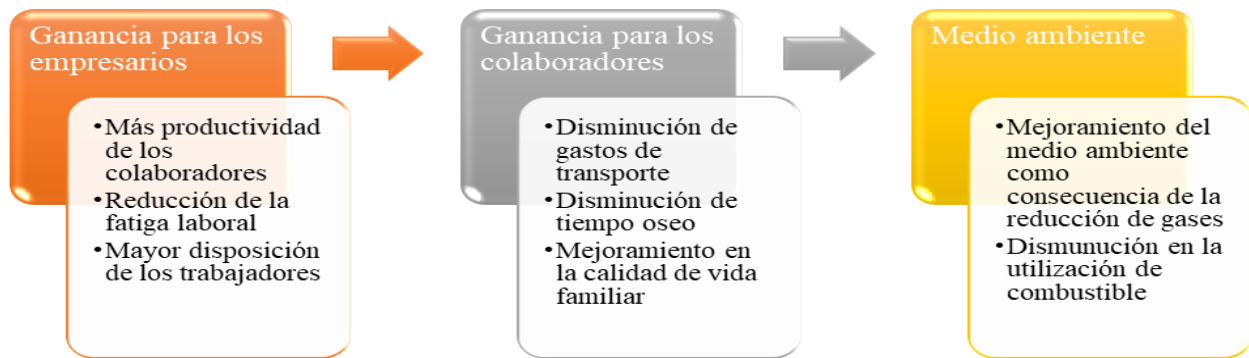 Ganancia para los
empresarios
•Más productividad
de los
colaboradores
•Reducción de la
fatiga laboral
•Mayor disposición
de los trabajadores
Ganancia para los
colaboradores
•Disminución de
gastos de
transporte
•Disminución de
tiempo oseo
•Mejoramiento en
la calidad de vida
familiar
Medio ambiente
•Mejoramiento del
medio ambiente
como
consecuencia de la
reducción de gases
•Dismunución en la
utilización de
combustible